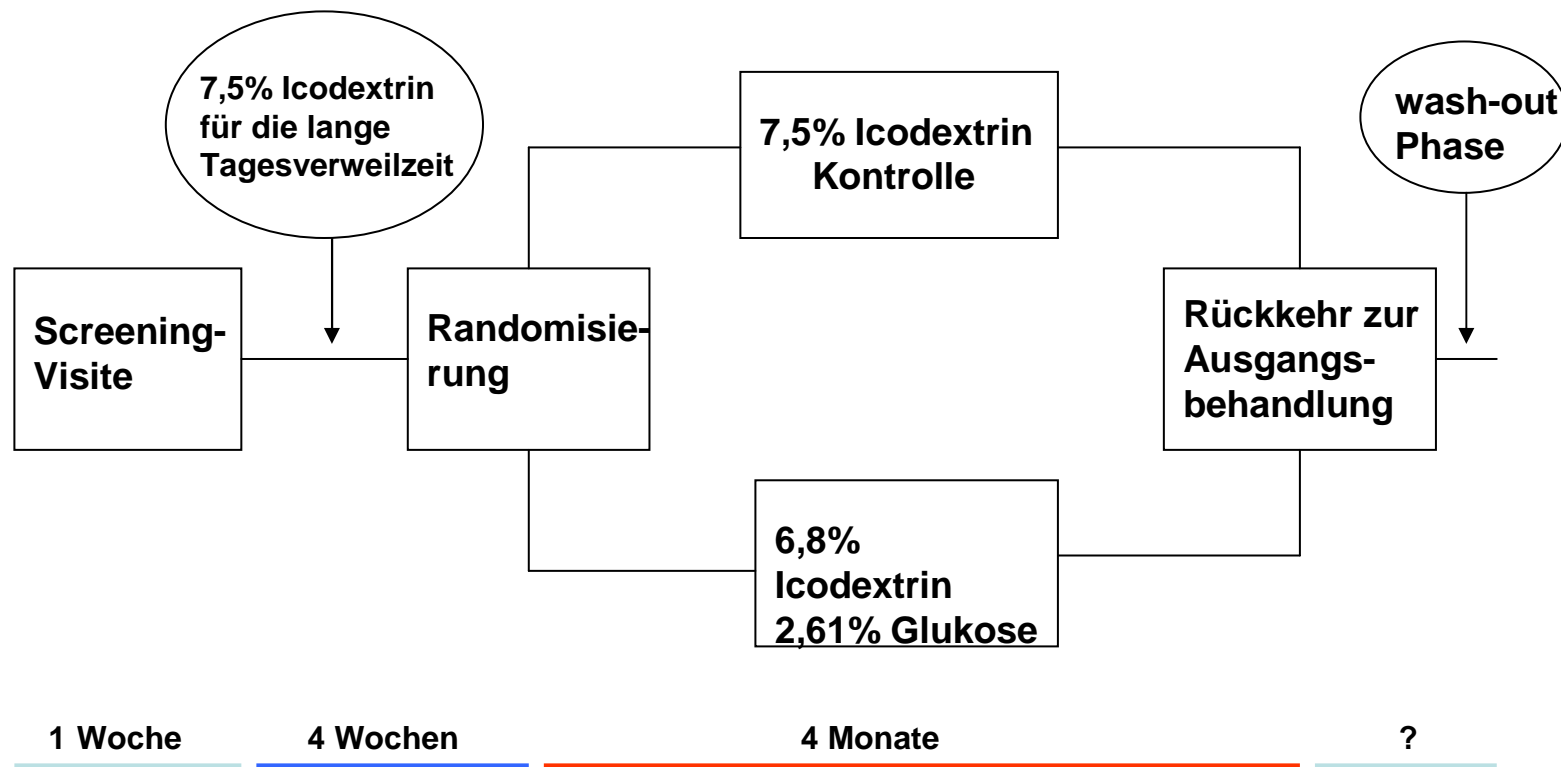 7,5% Icodextrin
für die lange
Tagesverweilzeit
7,5% Icodextrin
Kontrolle
wash-out
Phase
Screening-
Visite
Randomisie-
rung
Rückkehr zur
Ausgangs-
behandlung
6,8%
Icodextrin
2,61% Glukose
1 Woche
4 Wochen
4 Monate
?